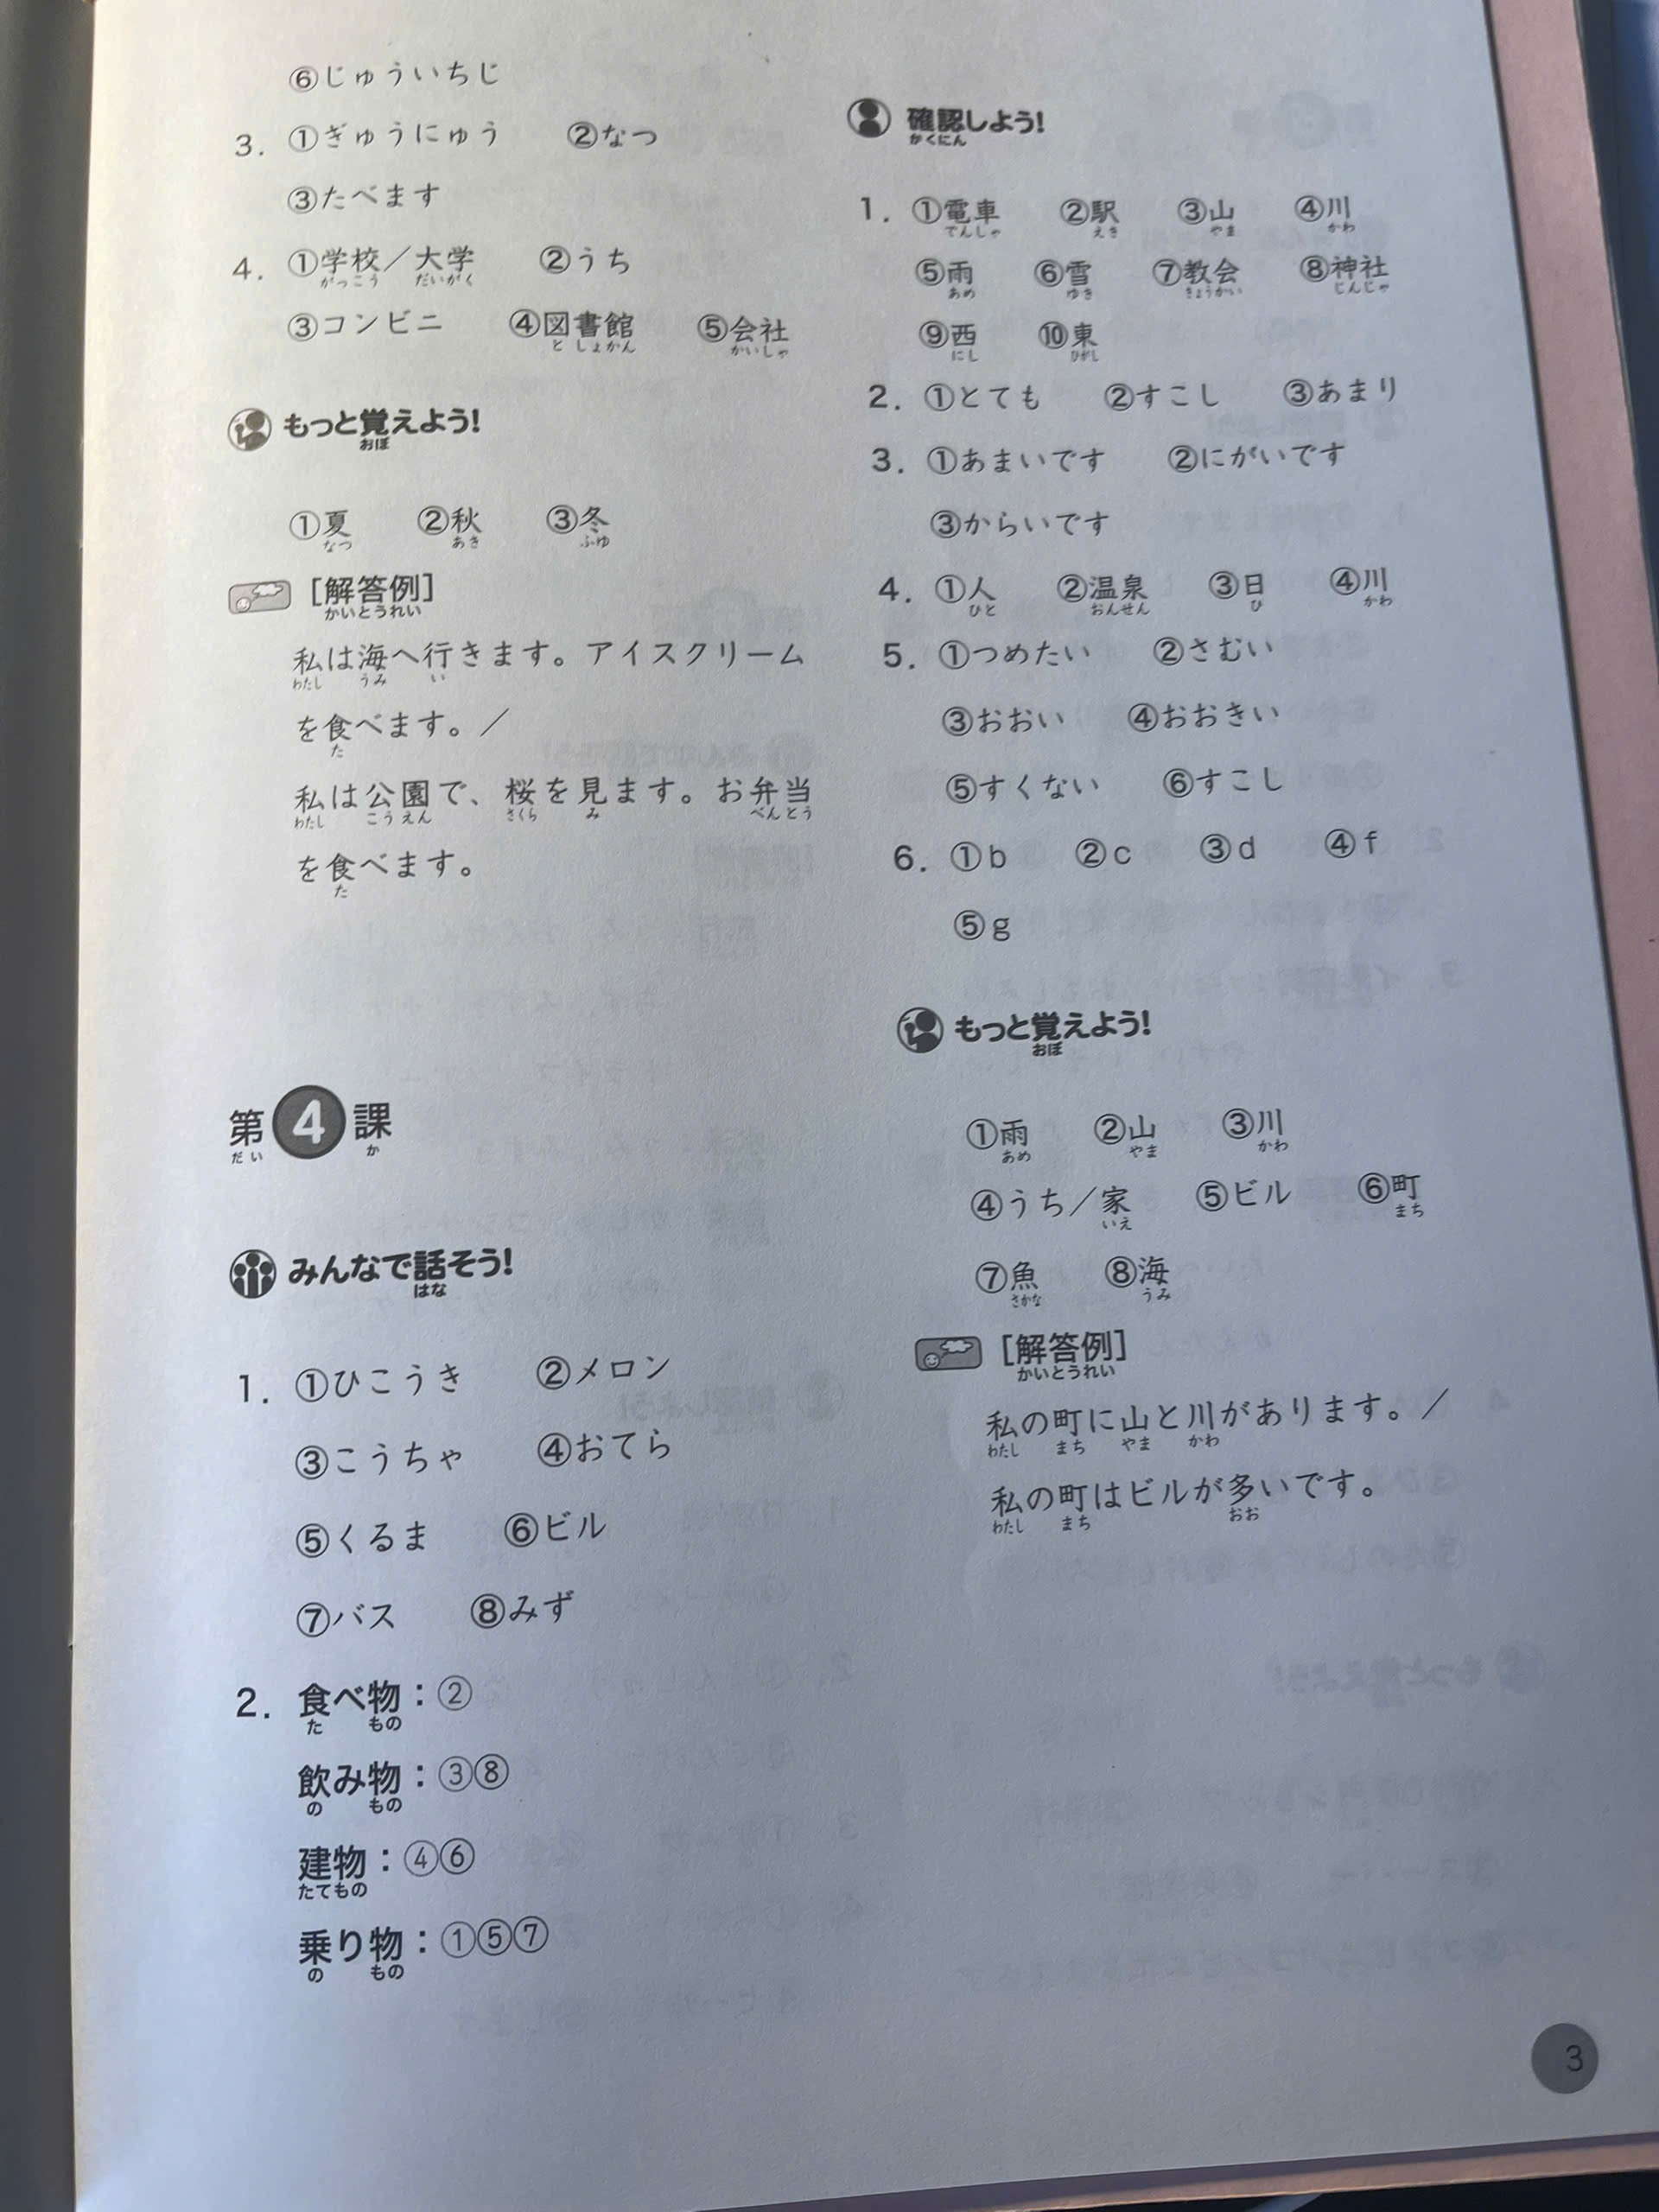 ⑥じゅういちじ
3. ①ぎゅうにゅう ②なつ
③たべます
4. ①学校／大学 ②うち
がっこう だいがく
③コンビニ ④図書館 ⑤会社
と しょかん かいしゃ
もっと覚えよう!
おぼ
①夏 ②秋 ③冬
なつ あき ふゆ
［解答例］
かいとうれい
私は海へ行きます。アイスクリーム
わたし うみ い
を食べます。／
た
私は公園で、桜を見ます。お弁当
わたし こうえん さくら み べんとう
を食べます。
た
第4課
だい か
みんなで話そう!
はな
1. ①ひこうき ②メロン
③こうちゃ ④おてら
⑤くるま ⑥ビル
⑦バス ⑧みず
2. 食べ物：②
た もの
飲み物：③⑧
の もの
建物：④⑥
たてもの
乗り物：①⑤⑦
の もの
確認しよう!
かくにん
1. ①電車 ②駅 ③山 ④川
でんしゃ えき やま かわ
⑤雨 ⑥雪 ⑦教会 ⑧神社
あめ ゆき きょうかい じんじゃ
⑨西 ⑩東
にし ひがし
2. ①とても ②すこし ③あまり
3. ①あまいです ②にがいです
③からいです
4. ①人 ②温泉 ③日 ④川
ひと おんせん ひ かわ
5. ①つめたい ②さむい
③おおい ④おおきい
⑤すくない ⑥すこし
6. ①b ②c ③d ④f
⑤g
もっと覚えよう!
おぼ
①雨 ②山 ③川
あめ やま かわ
④うち／家 ⑤ビル ⑥町
いえ まち
⑦魚 ⑧海
さかな うみ
［解答例］
かいとうれい
私の町に山と川があります。／
わたし まち やま かわ
私の町はビルが多いです。
わたし まち おお
3